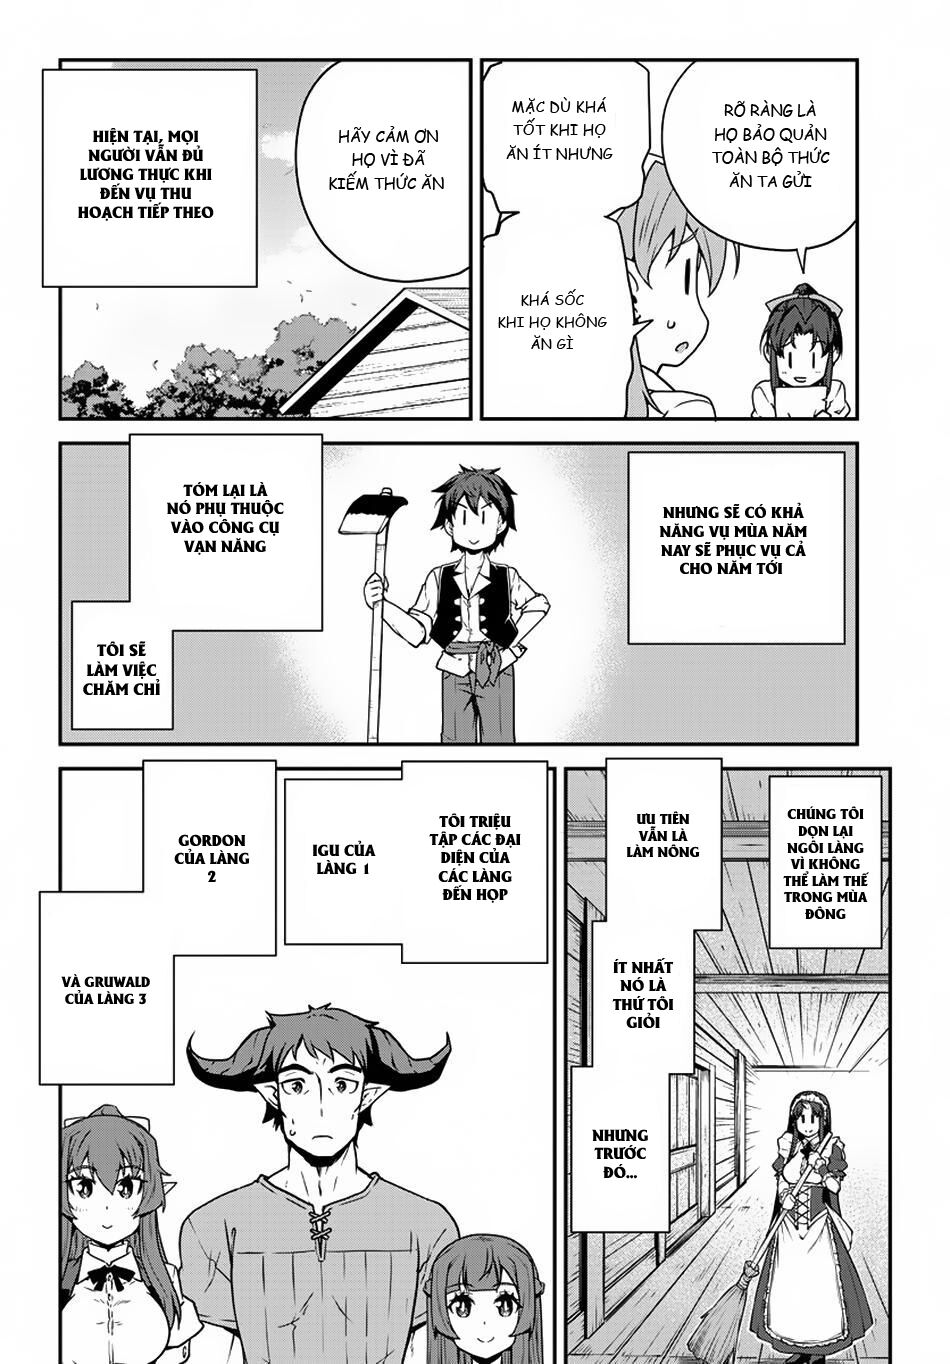 RÕ RÀNG LÀ
HỌ BẢO QUẢN
TOÀN BỘ THỨC
ĂN TA GỬI
MẶC DÙ KHÁ
TỐT KHI HỌ
ĂN ÍT NHƯNG
KHÁ SỐC
KHI HỌ KHÔNG
ĂN GÌ
HÃY CẢM ƠN
HỌ VÌ ĐÃ
KIẾM THỨC ĂN
HIỆN TẠI, MỌI
NGƯỜI VẪN ĐỦ
LƯƠNG THỰC KHI
ĐẾN VỤ THU
HOẠCH TIẾP THEO
NHƯNG SẼ CÓ KHẢ
NĂNG VỤ MÙA NĂM
NAY SẼ PHỤC VỤ CẢ
CHO NĂM TỚI
TÓM LẠI LÀ
NÓ PHỤ THUỘC
VÀO CÔNG CỤ
VẠN NĂNG
TÔI SẼ
LÀM VIỆC
CHĂM CHỈ
CHÚNG TÔI
DỌN LẠI
NGÔI LÀNG
VÌ KHÔNG
THỂ LÀM THẾ
TRONG MÙA
ĐÔNG
ƯU TIÊN
VẪN LÀ
LÀM NÔNG
ÍT NHẤT
NÓ LÀ
THỨ TÔI
GIỎI
NHƯNG
TRƯỚC
ĐÓ...
TÔI TRIỆU
TẬP CÁC ĐẠI
DIỆN CỦA
CÁC LÀNG
ĐẾN HỌP
IGU CỦA
LÀNG 1
GORDON
CỦA LÀNG
2
VÀ GRUWALD
CỦA LÀNG 3